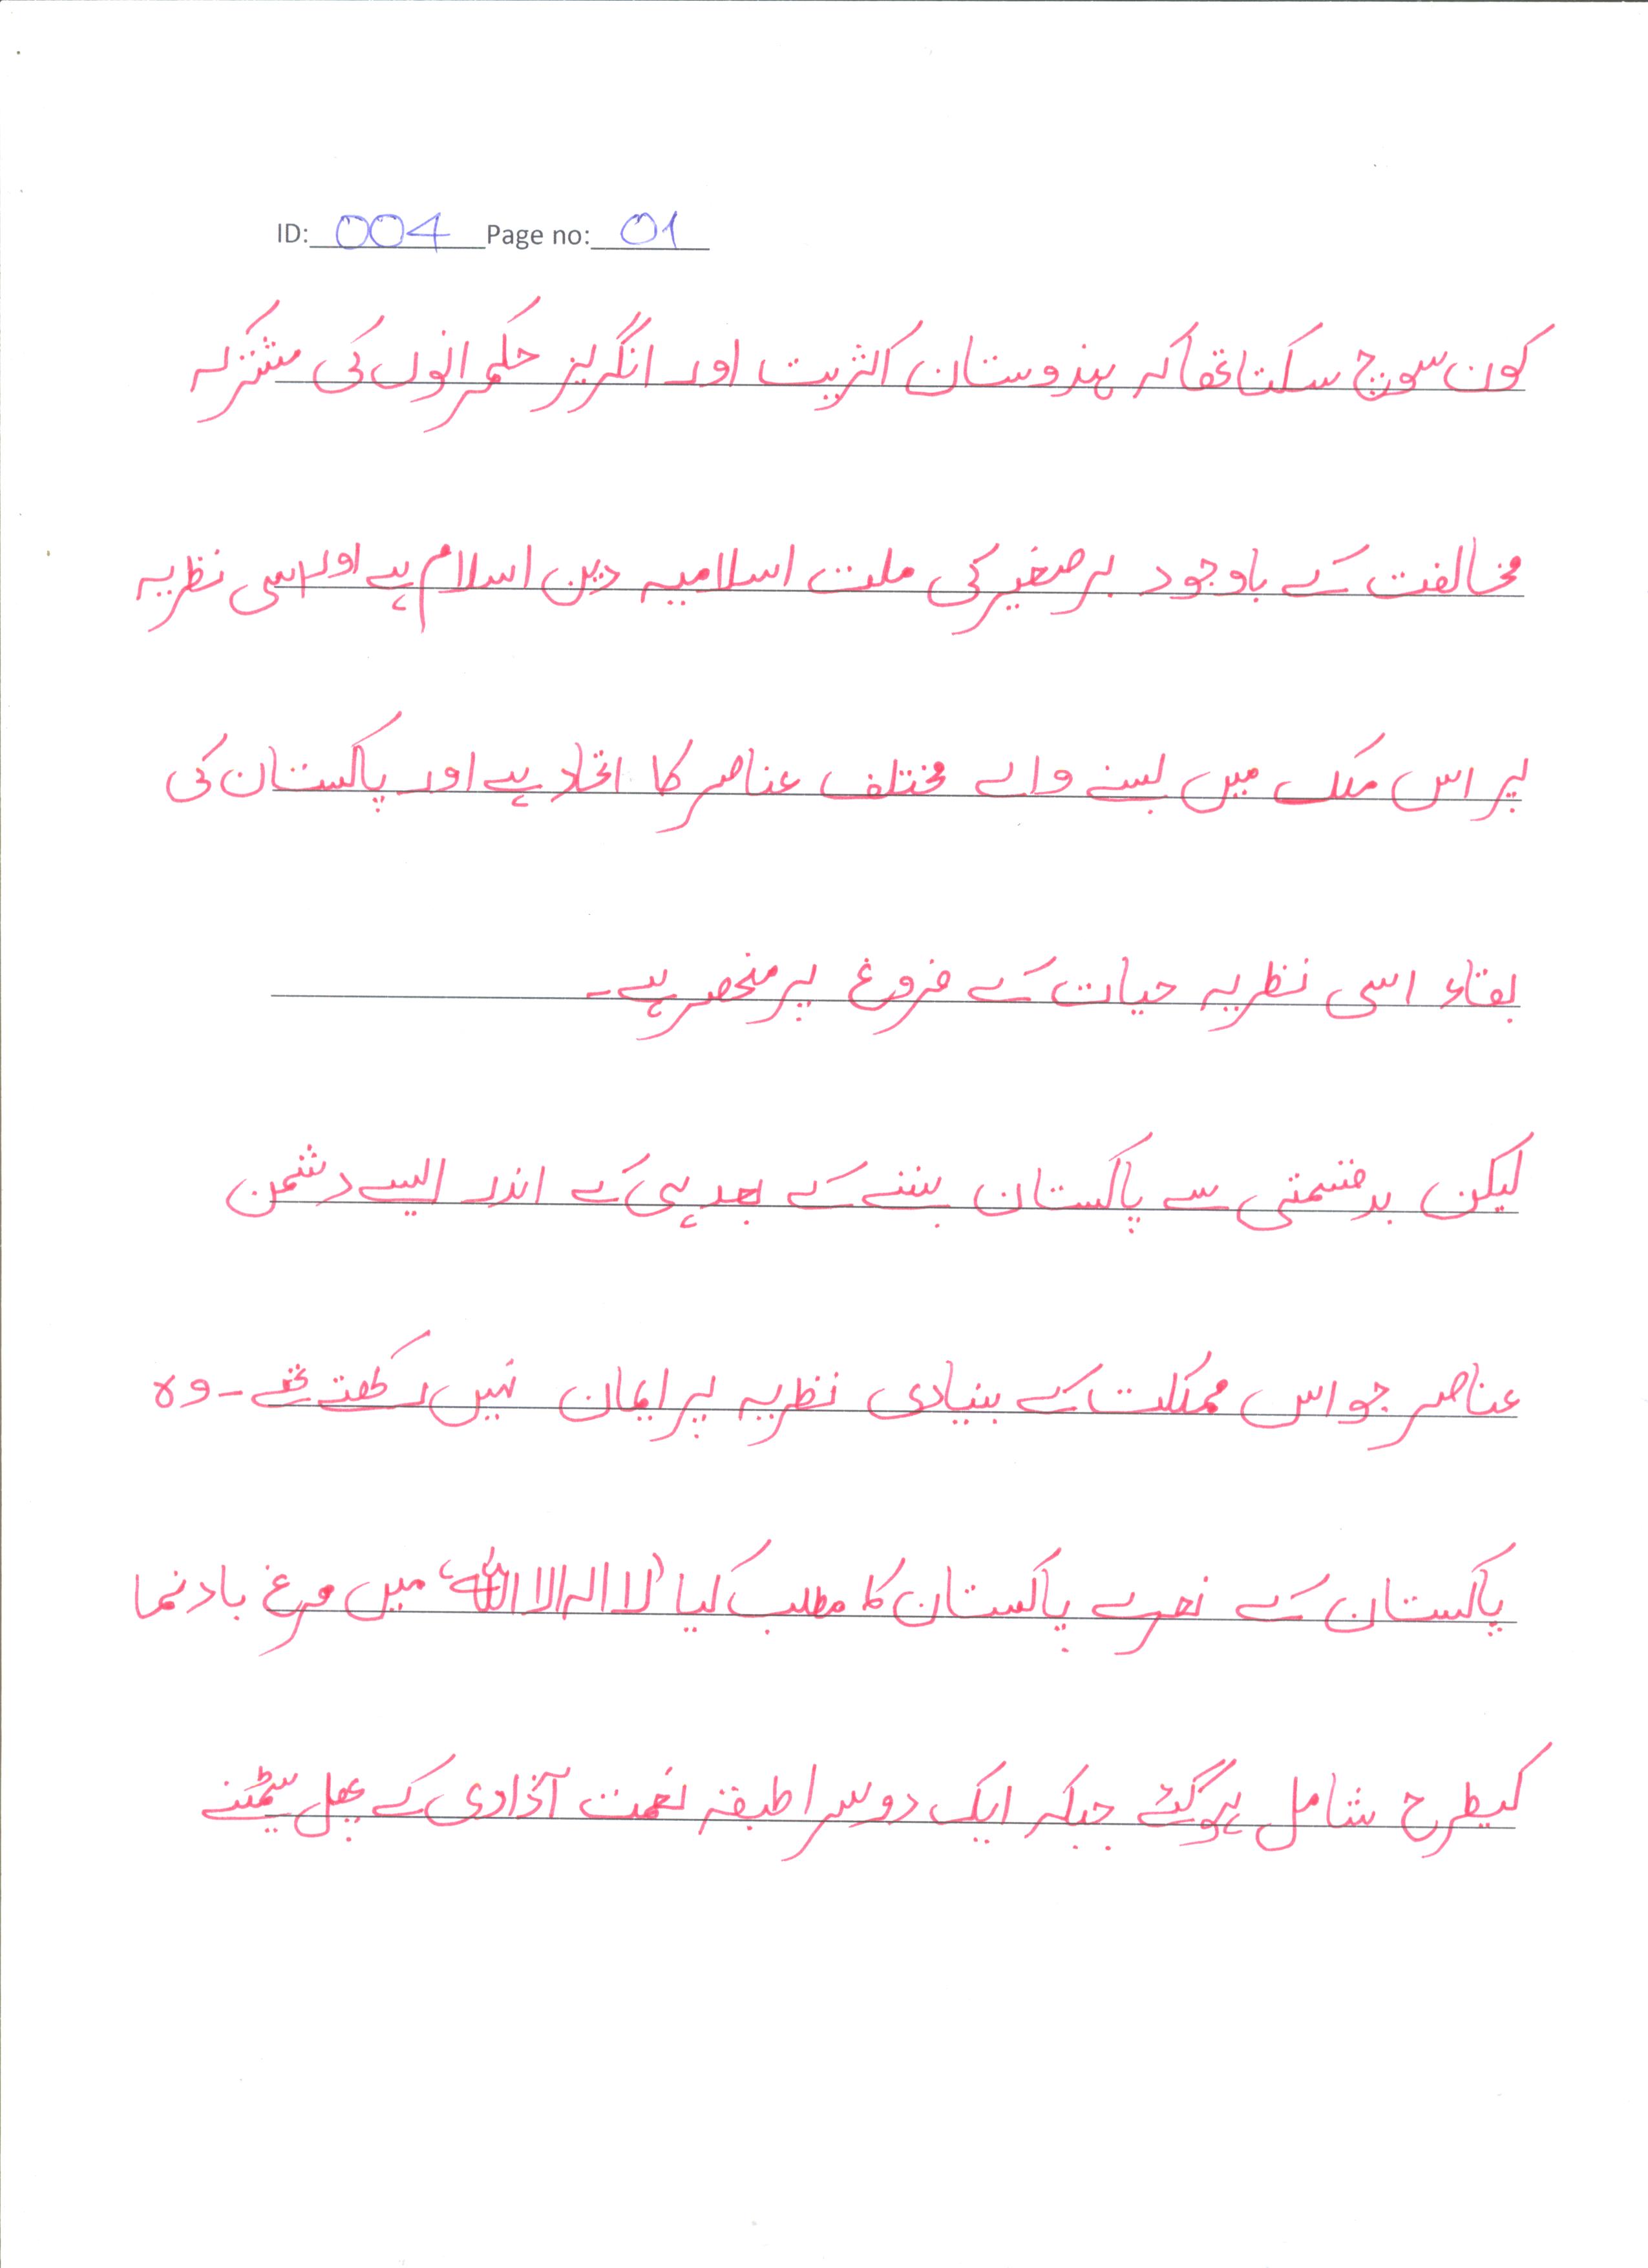 ID: 004 Page no: 01
کون سوچ سکتا تھا کہ ہندوستان اکثریت اور انگریز حکمرانوں کی مشترکہ
مخالفت کے باوجود برصغیر کی ملت اسلامیہ دین اسلام ہے اور اسی نظریہ
پر اس ملک میں بسنے والے مختلف عناصر کا اتحاد ہے اور پاکستان کی
بقاء اسی نظریہ حیات کے فروغ پر منحصر ہے۔
لیکن بدقسمتی سے پاکستان بننے کے بعد ہی کے اندر ایسے دشمن
عناصر جو اس مملکت کے بنیادی نظریہ پر ایمان نہیں رکھتے تھے۔ وہ
پاکستان کے نعرے پاکستان کا مطلب کیا ’لا الہ الا اللہ‘ میں مرغ بادنما
کیطرح شامل ہوگئے جبکہ ایک دوسرا طبقہ نعمت آزادی کے پھل سمیٹنے